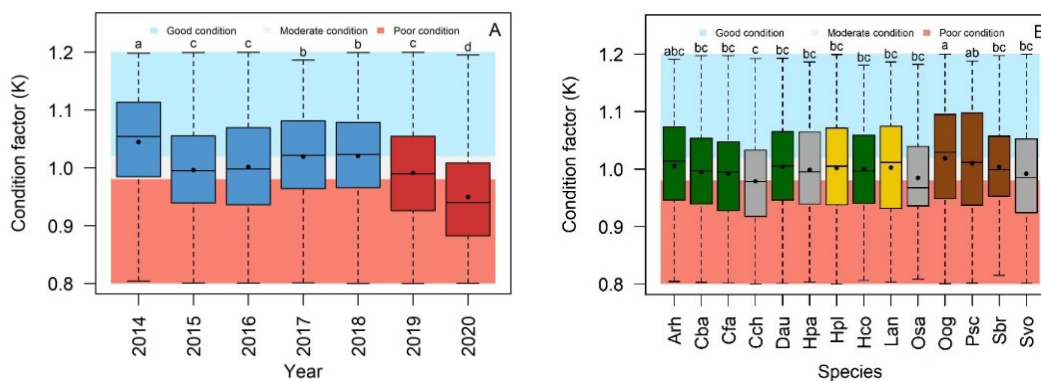 Good condition Moderate condition Poor condition A
a c c b b c d
1.2
1.1
1.0
0.9
0.8
Condition factor (K)
2014 2015 2016 2017 2018 2019 2020
Year
Good condition Moderate condition Poor condition
abc bc bc c bc bc bc bc bc bc a ab bc bc
1.2
1.1
1.0
0.9
0.8
Condition factor (K)
Arh Cba Cfa Cch Dau Hpa Hpl Hco Lan Osa Oog Psc Sbr Svo
Species